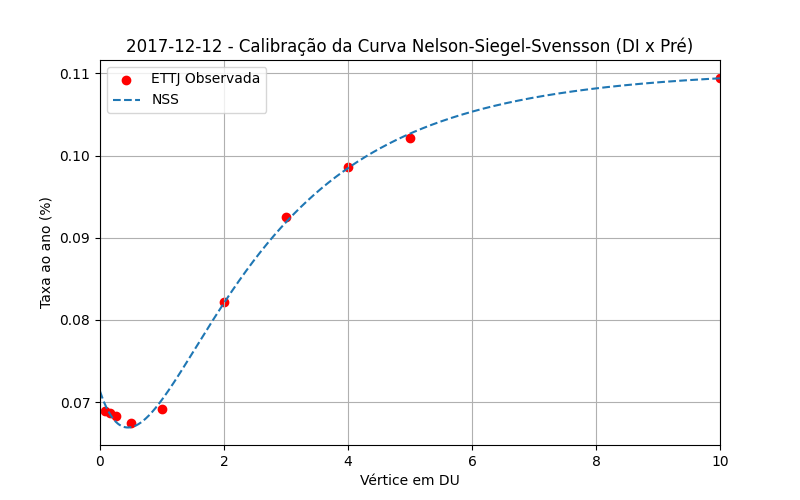 2017-12-12 - Calibração da Curva Nelson-Siegel-Svensson (DI x Pré)
ETTJ Observada
NSS
Taxa ao ano (%)
0.11
0.10
0.09
0.08
0.07
0 2 4 6 8 10
Vértice em DU